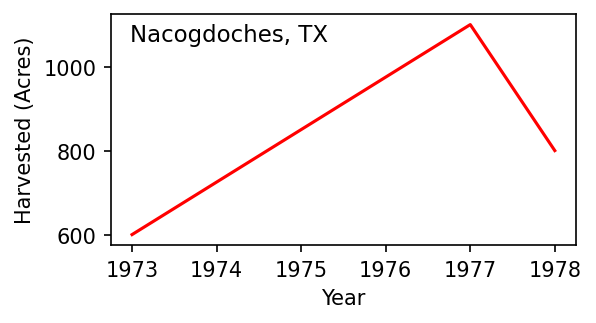 Nacogdoches, TX
Harvested (Acres)
1000
800
600
1973 1974 1975 1976 1977 1978
Year